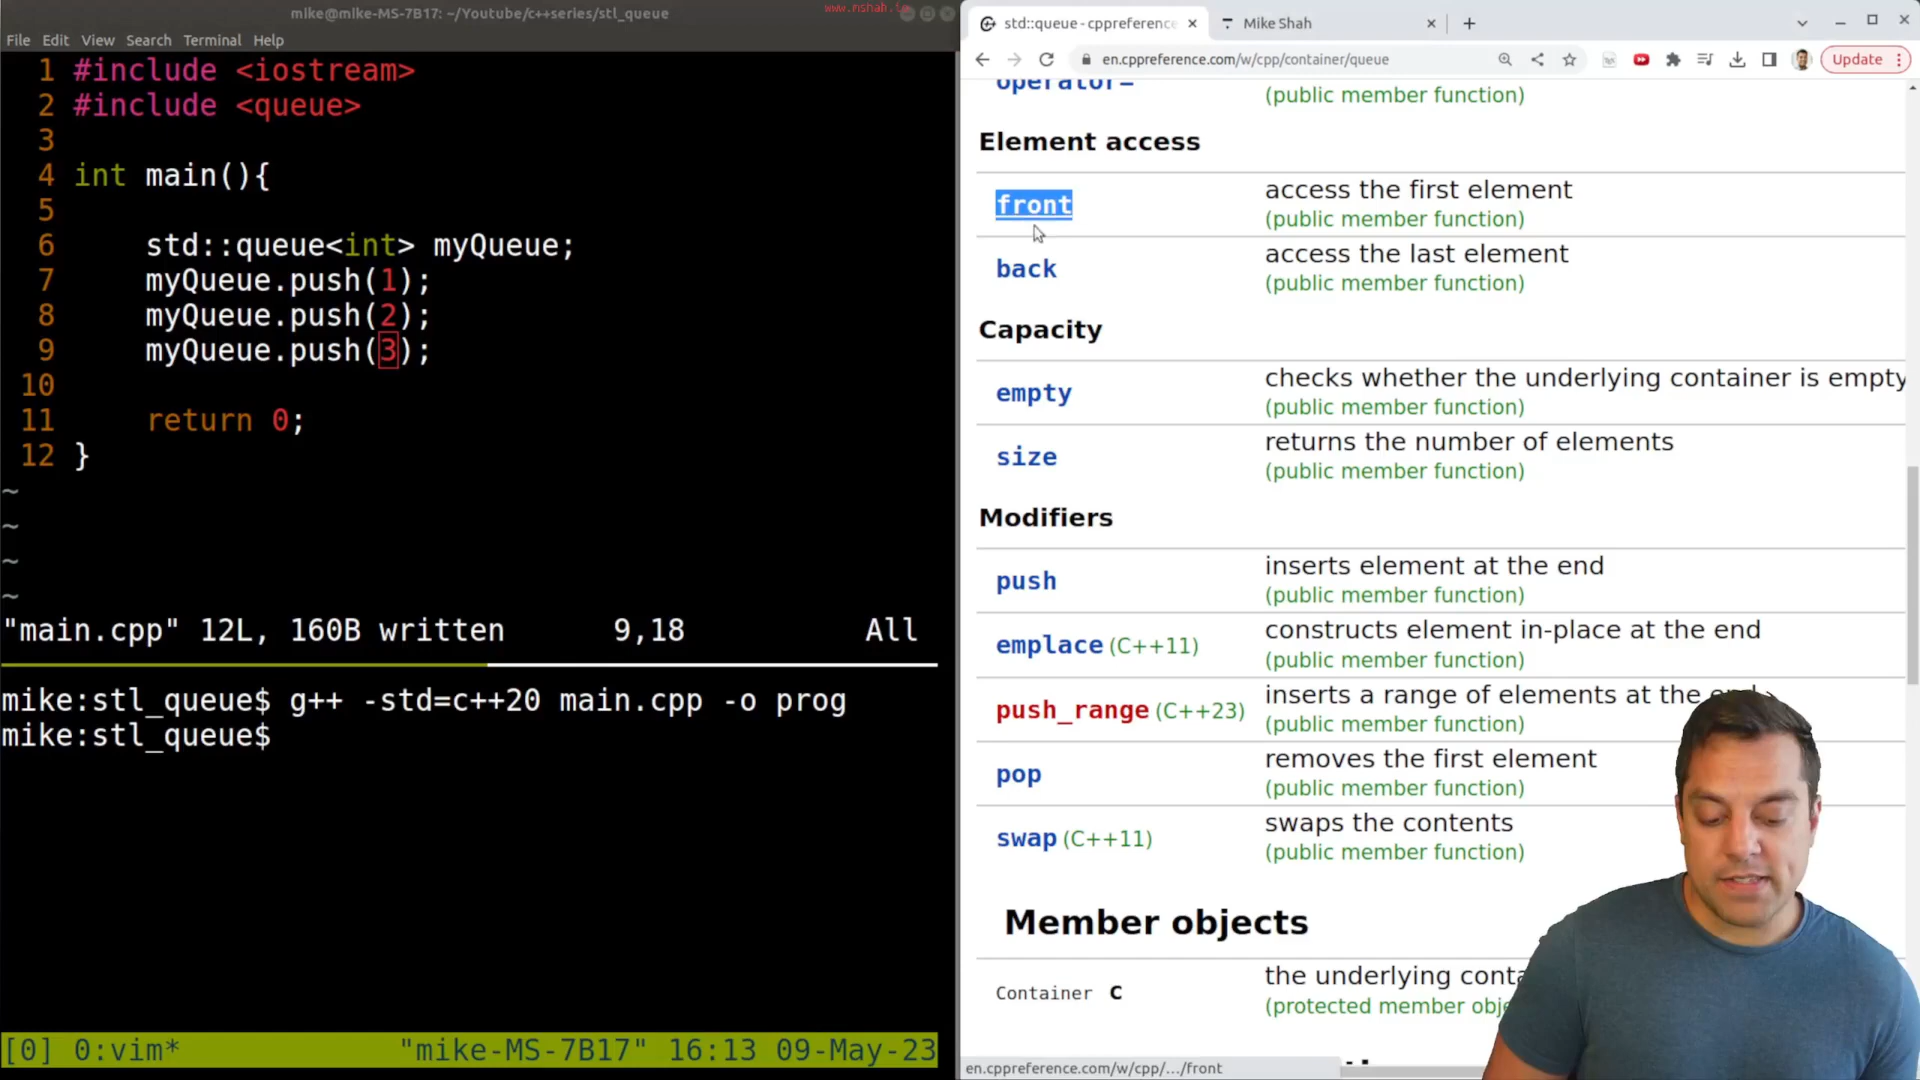 mike@mike-MS-7B17: ~/Youtube/c++series/stl_queue
File Edit View Search Terminal Help
1 #include <iostream>
2 #include <queue>
3
4 int main(){
5
6 std::queue<int> myQueue;
7 myQueue.push(1);
8 myQueue.push(2);
9 myQueue.push(3);
10
11 return 0;
12 }
~
~
~
~
"main.cpp" 12L, 160B written 9,18 All
mike:stl_queue$ g++ -std=c++20 main.cpp -o prog
mike:stl_queue$
[0] 0:vim* "mike-MS-7B17" 16:13 09-May-23
std::queue - cppreference
Mike Shah
en.cppreference.com/w/cpp/container/queue
Update
operator=
(public member function)
Element access
front access the first element
(public member function)
back access the last element
(public member function)
Capacity
empty checks whether the underlying container is empty
(public member function)
size returns the number of elements
(public member function)
Modifiers
push inserts element at the end
(public member function)
emplace (C++11) constructs element in-place at the end
(public member function)
push_range (C++23) inserts a range of elements at the end
(public member function)
pop removes the first element
(public member function)
swap (C++11) swaps the contents
(public member function)
Member objects
Container C the underlying conta
(protected member obje
en.cppreference.com/w/cpp/.../front